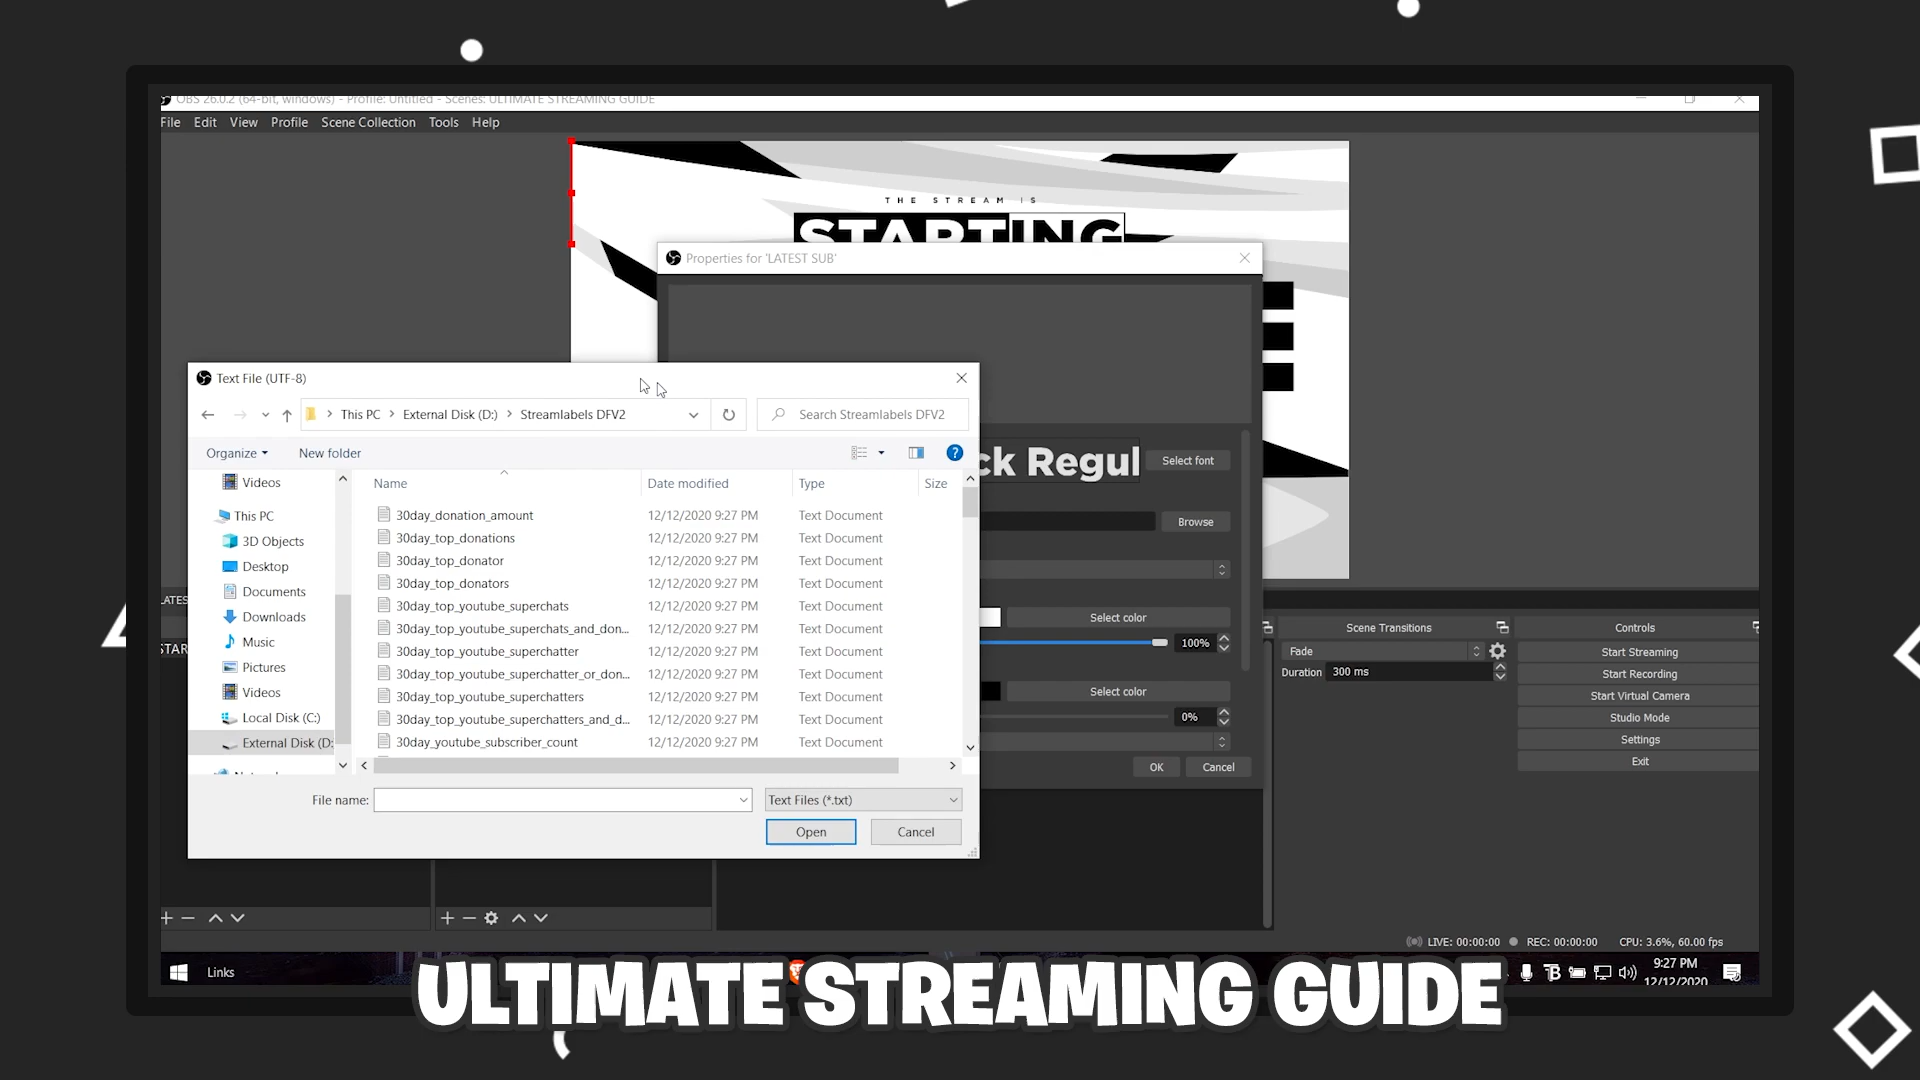 OBS 26.0.2 (64-bit, windows) - Profile: Untitled - Scenes: ULTIMATE STREAMING GUIDE
File Edit View Profile Scene Collection Tools Help
THE STREAM IS
STARTING
Properties for 'LATEST SUB'
Text File (UTF-8)
This PC > External Disk (D:) > Streamlabels DFV2
Search Streamlabels DFV2
Organize New folder
ck Regul Select font
Name Date modified Type Size
Videos
This PC
3D Objects
Desktop
Documents
Downloads
Music
Pictures
Videos
Local Disk (C:)
External Disk (D:
30day_donation_amount 12/12/2020 9:27 PM Text Document
30day_top_donations 12/12/2020 9:27 PM Text Document
30day_top_donator 12/12/2020 9:27 PM Text Document
30day_top_donators 12/12/2020 9:27 PM Text Document
30day_top_youtube_superchats 12/12/2020 9:27 PM Text Document
30day_top_youtube_superchats_and_don... 12/12/2020 9:27 PM Text Document
30day_top_youtube_superchatter 12/12/2020 9:27 PM Text Document
30day_top_youtube_superchatter_or_don... 12/12/2020 9:27 PM Text Document
30day_top_youtube_superchatters 12/12/2020 9:27 PM Text Document
30day_top_youtube_superchatters_and_d... 12/12/2020 9:27 PM Text Document
30day_youtube_subscriber_count 12/12/2020 9:27 PM Text Document
File name: Text Files (*.txt)
Open Cancel
Browse
Select color
100%
Select color
0%
OK Cancel
LATES
STAR
Scene Transitions
Fade
Duration 300 ms
Controls
Start Streaming
Start Recording
Start Virtual Camera
Studio Mode
Settings
Exit
LIVE: 00:00:00 REC: 00:00:00 CPU: 3.6%, 60.00 fps
Links
9:27 PM
12/12/2020
ULTIMATE STREAMING GUIDE